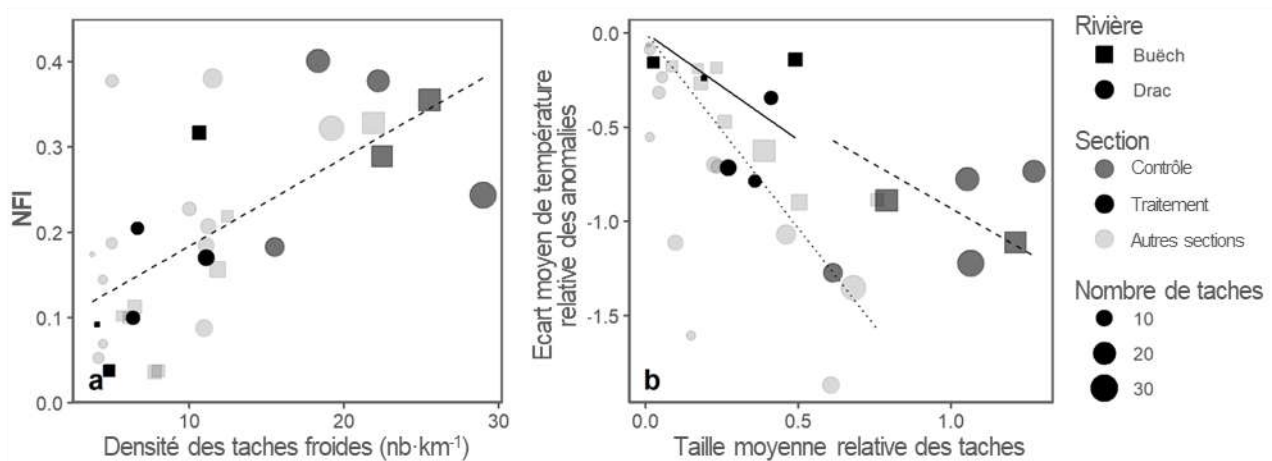 NFI
0.4
0.3
0.2
0.1
0.0
a
10
20
30
Densité des taches froides (nb·km⁻¹)
Ecart moyen de température
relative des anomalies
0.0
-0.5
-1.0
-1.5
b
0.0
0.5
1.0
Taille moyenne relative des taches
Rivière
Buëch
Drac
Section
Contrôle
Traitement
Autres sections
Nombre de taches
10
20
30